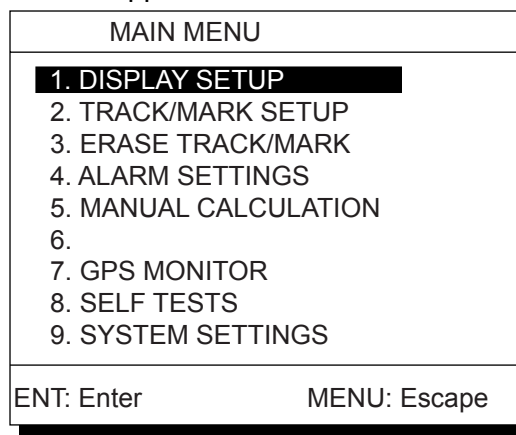 MAIN MENU
1. DISPLAY SETUP
2. TRACK/MARK SETUP
3. ERASE TRACK/MARK
4. ALARM SETTINGS
5. MANUAL CALCULATION
6.
7. GPS MONITOR
8. SELF TESTS
9. SYSTEM SETTINGS
ENT: Enter MENU: Escape